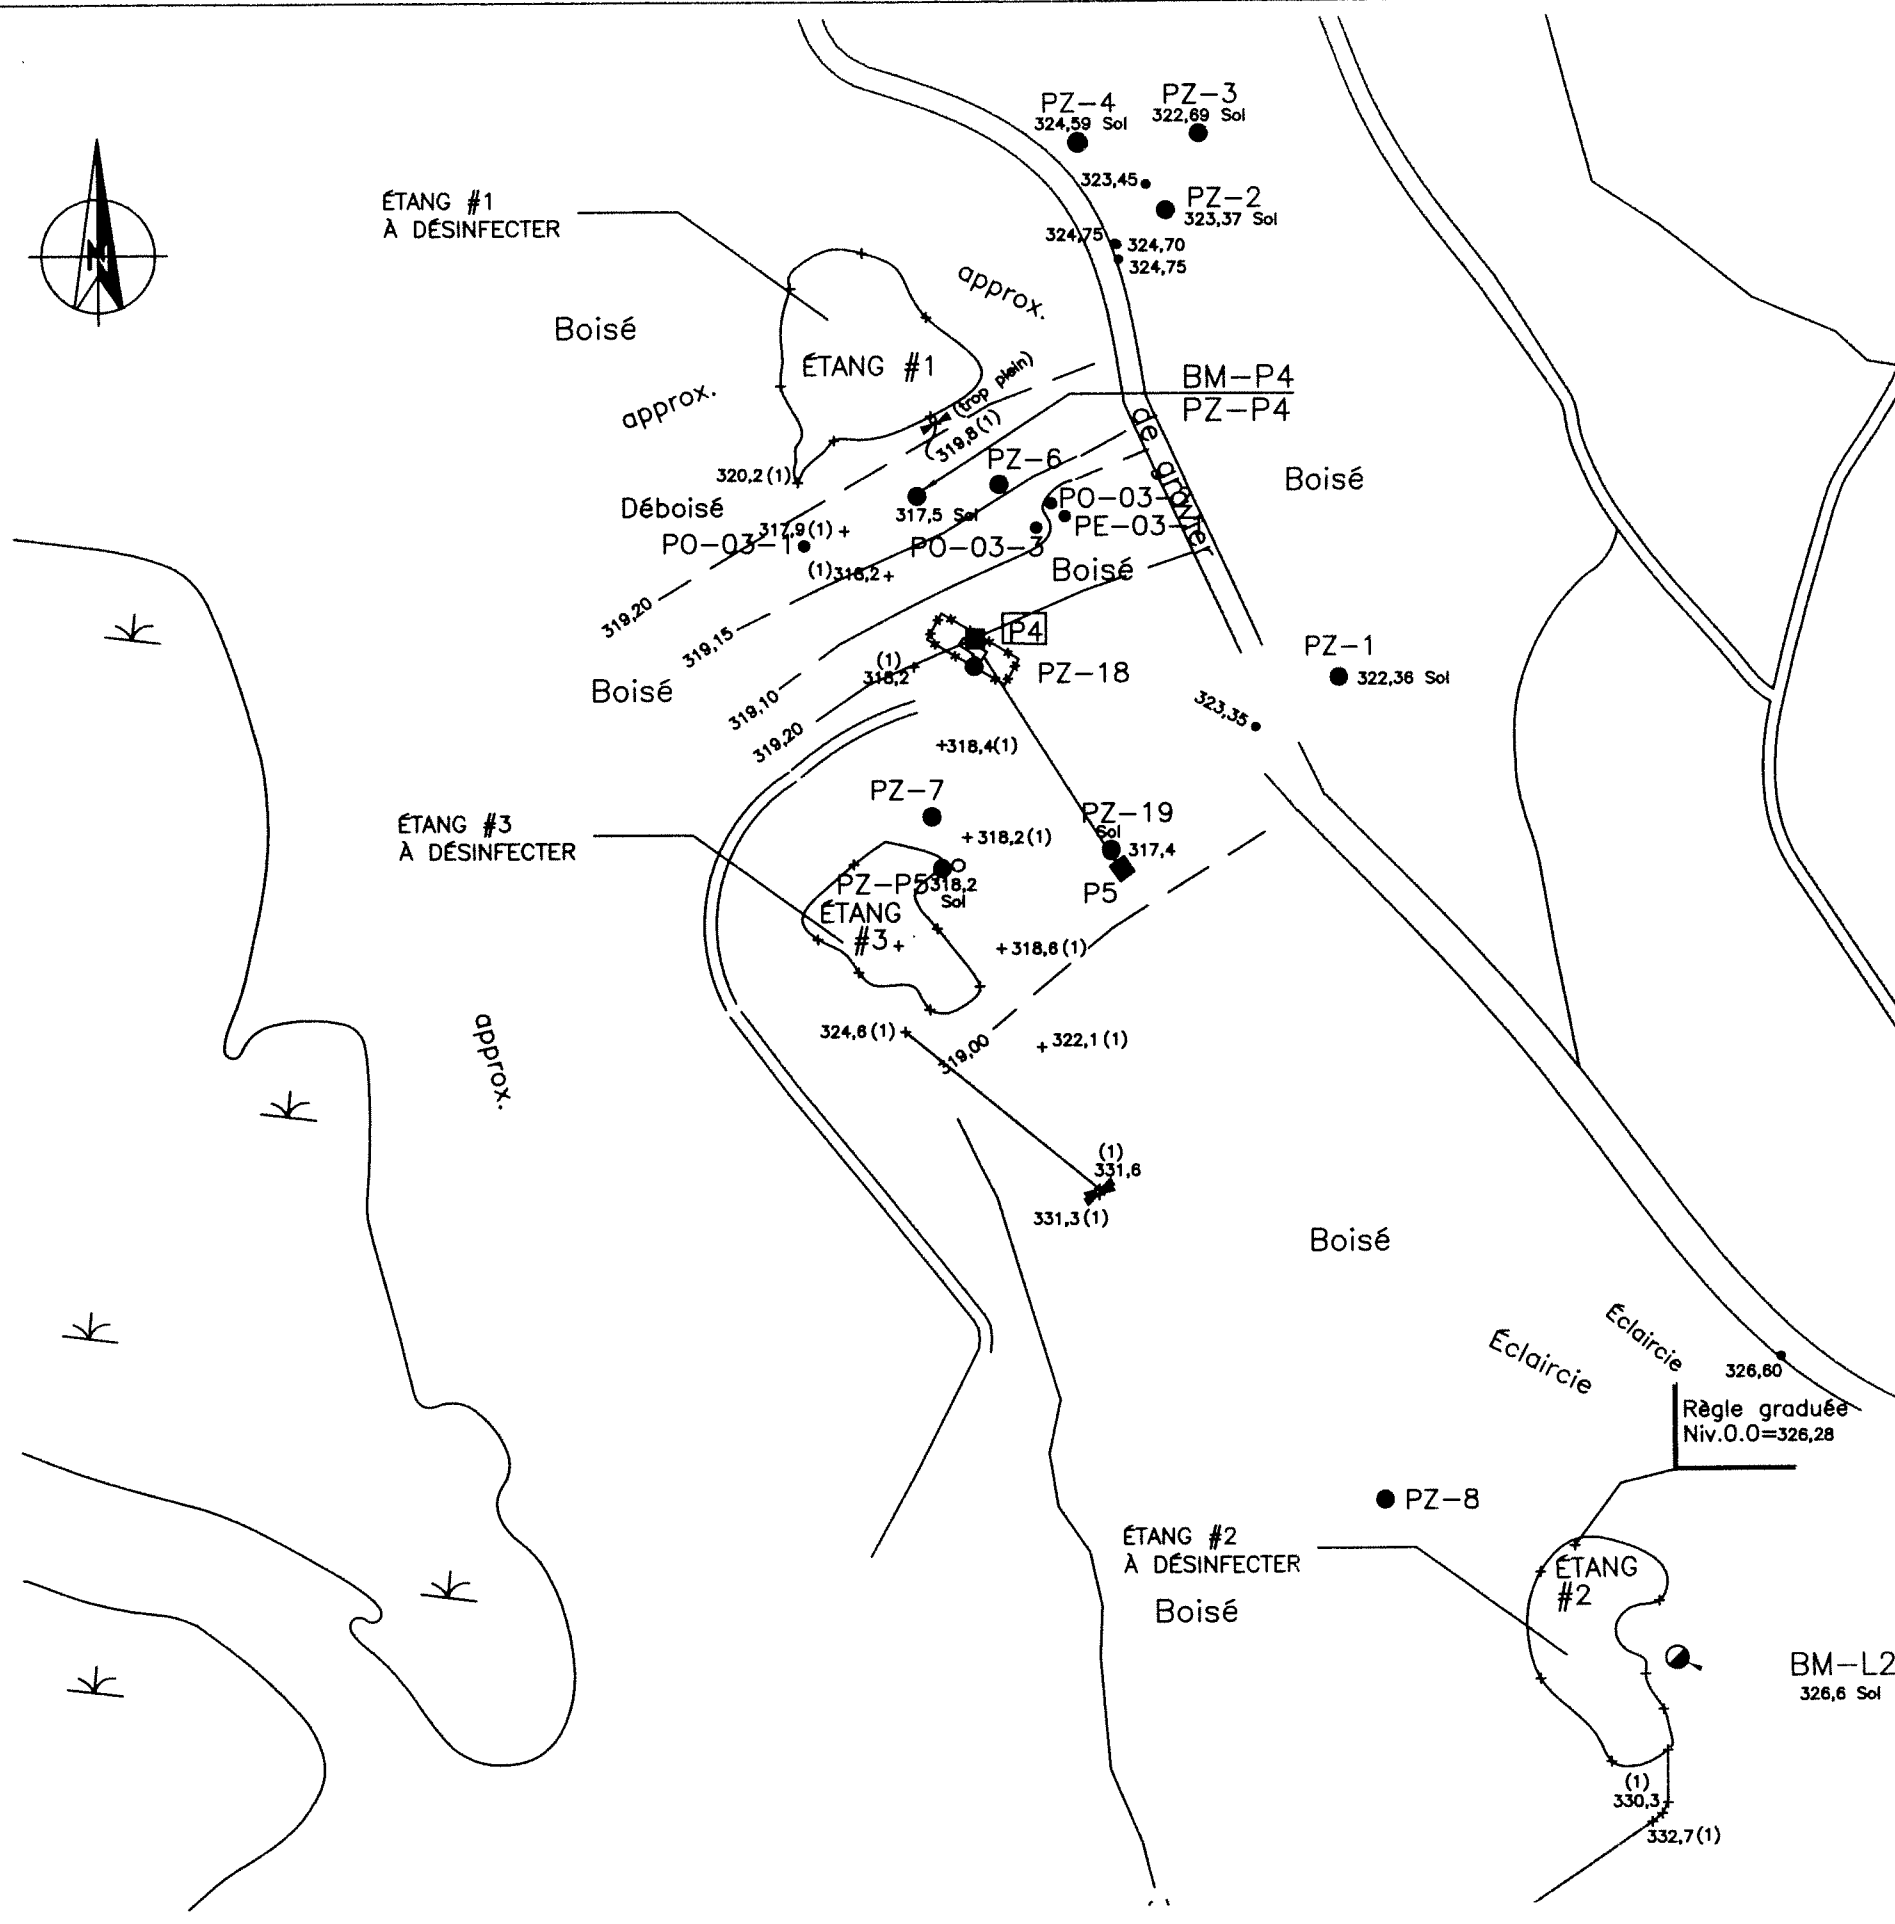 PZ-4
324,59 Sol
PZ-3
322,69 Sol
323,45
PZ-2
323,37 Sol
324,75
324,70
324,75
N
ÉTANG #1
À DÉSINFECTER
approx.
Boisé
ÉTANG #1
approx.
(trop plein)
319,8(1)
BM-P4
PZ-P4
de gravier
PZ-6
Boisé
320,2(1)
Déboisé
317,5 Sol
PO-03-
PE-03-1
317,9(1)
PO-03-1
PO-03-3
(1)318,2
Boisé
319,20
319,15
P4
PZ-1
322,36 Sol
(1)
318,2
PZ-18
Boisé
319,10
319,20
323,35
318,4(1)
PZ-7
PZ-19
Sol
317,4
318,2(1)
ÉTANG #3
À DÉSINFECTER
PZ-P5
318,2
Sol
P5
ÉTANG
#3
318,6(1)
approx.
324,6(1)
319,00
322,1(1)
(1)
331,6
331,3(1)
Boisé
Éclaircie
Éclaircie
326,60
Règle graduée
Niv.0.0=326,28
PZ-8
ÉTANG #2
À DÉSINFECTER
ÉTANG
#2
Boisé
BM-L2
326,6 Sol
(1)
330,3
332,7(1)